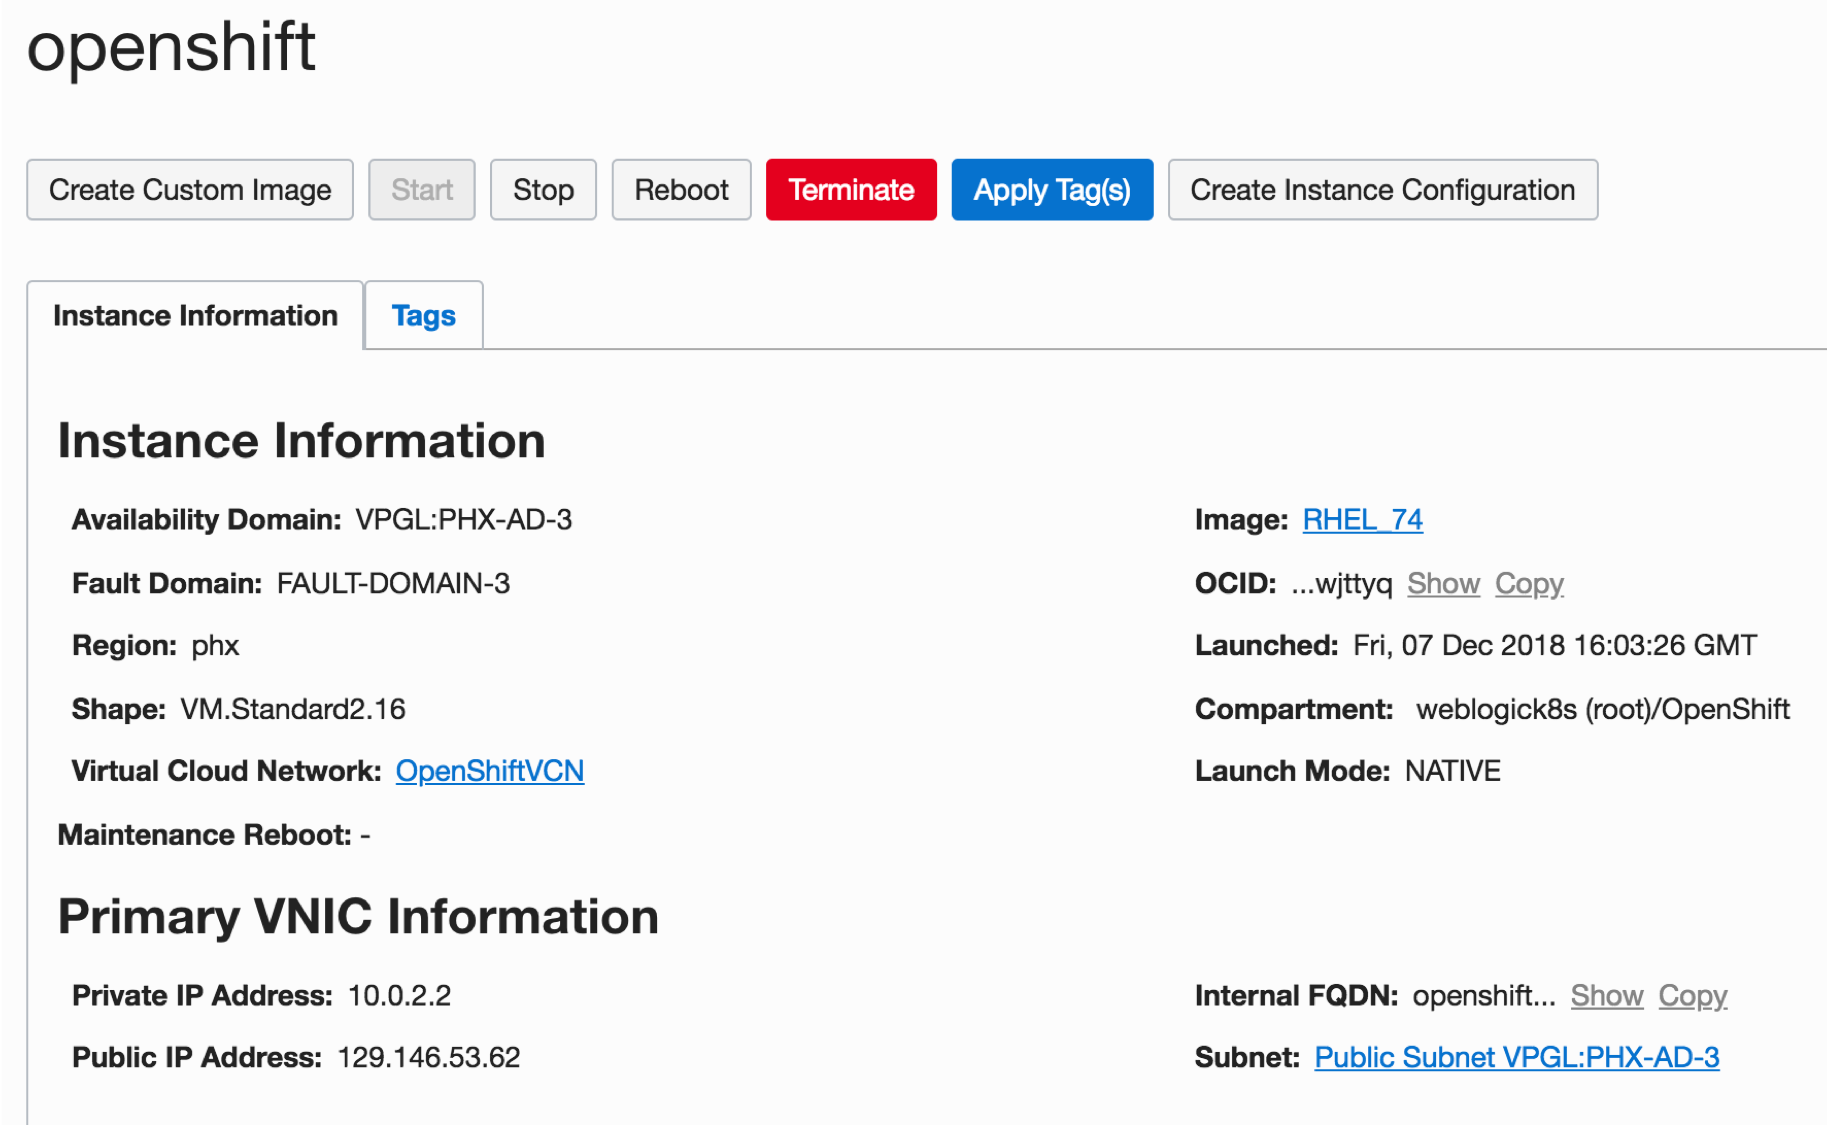 openshift
Create Custom Image Start Stop Reboot Terminate Apply Tag(s) Create Instance Configuration
Instance Information Tags
Instance Information
Availability Domain: VPGL:PHX-AD-3 Image: RHEL_74
Fault Domain: FAULT-DOMAIN-3 OCID: ...wjttyq Show Copy
Region: phx Launched: Fri, 07 Dec 2018 16:03:26 GMT
Shape: VM.Standard2.16 Compartment: weblogick8s (root)/OpenShift
Virtual Cloud Network: OpenShiftVCN Launch Mode: NATIVE
Maintenance Reboot: -
Primary VNIC Information
Private IP Address: 10.0.2.2 Internal FQDN: openshift... Show Copy
Public IP Address: 129.146.53.62 Subnet: Public Subnet VPGL:PHX-AD-3